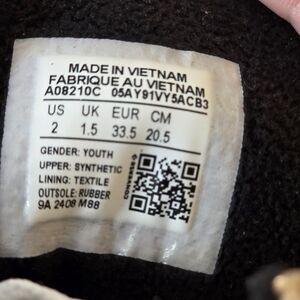 MADE IN VIETNAM
FABRIQUE AU VIETNAM
A08210C 05AY91VY5ACB3
US UK EUR CM
2 1.5 33.5 20.5
GENDER: YOUTH
UPPER: SYNTHETIC
LINING: TEXTILE
OUTSOLE: RUBBER
9A 2408 M88
CONVERSE